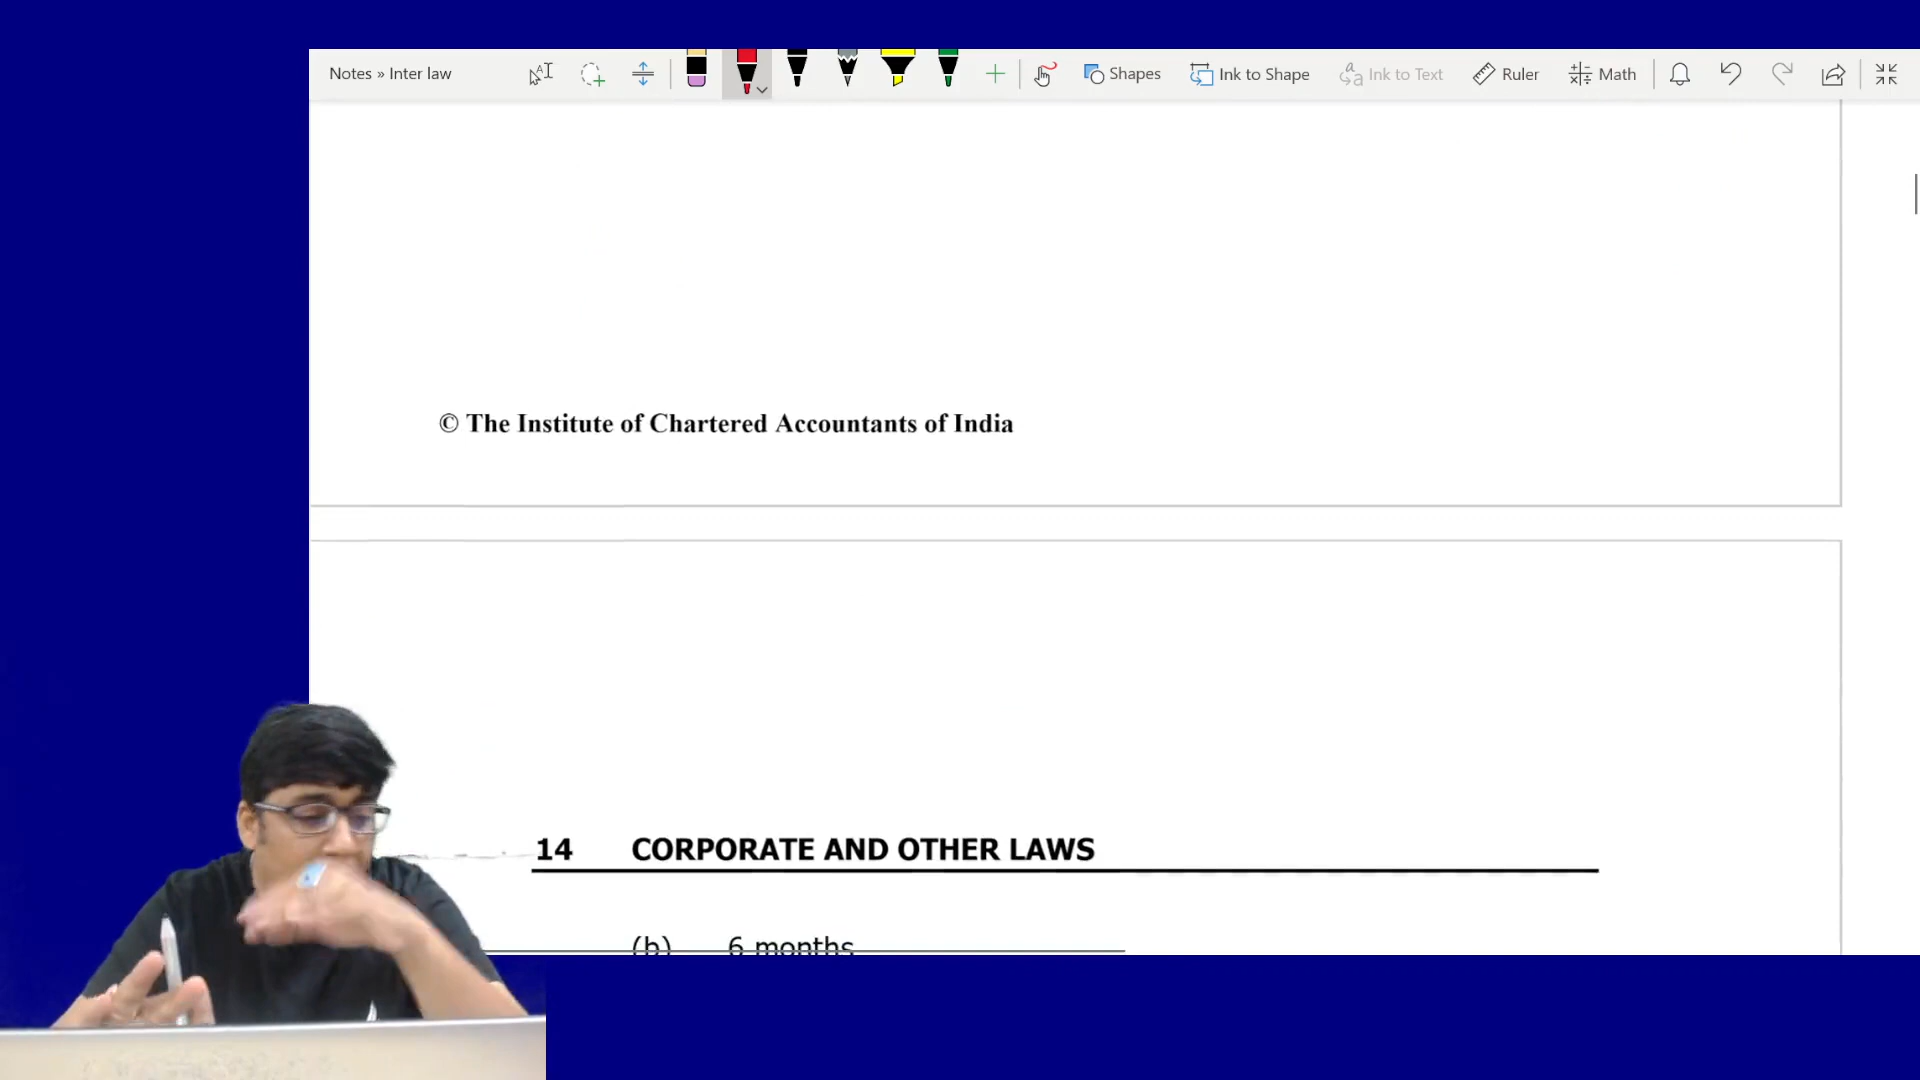 Notes » Inter law
Shapes
Ink to Shape
Ink to Text
Ruler
Math
© The Institute of Chartered Accountants of India
14 CORPORATE AND OTHER LAWS
(b) 6 months